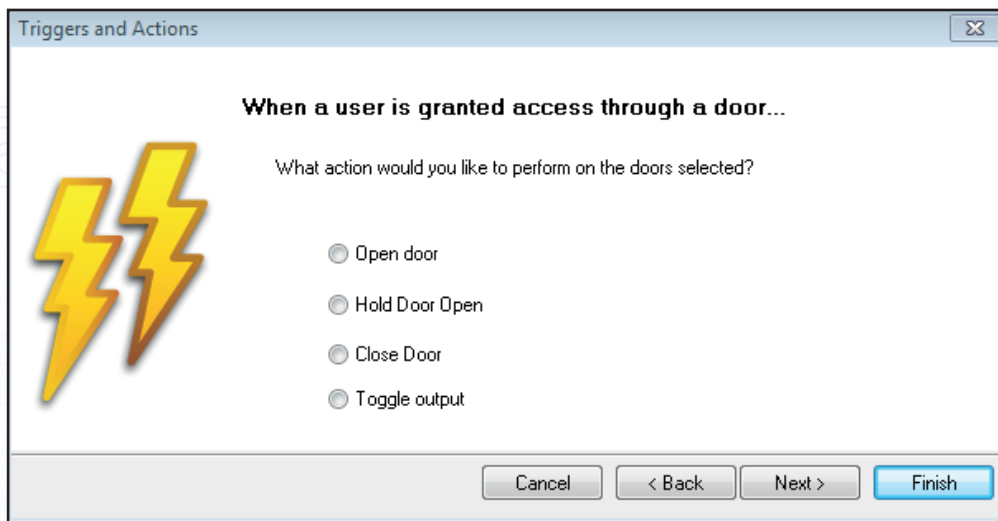 Triggers and Actions
When a user is granted access through a door...
What action would you like to perform on the doors selected?
Open door
Hold Door Open
Close Door
Toggle output
Cancel
< Back
Next >
Finish